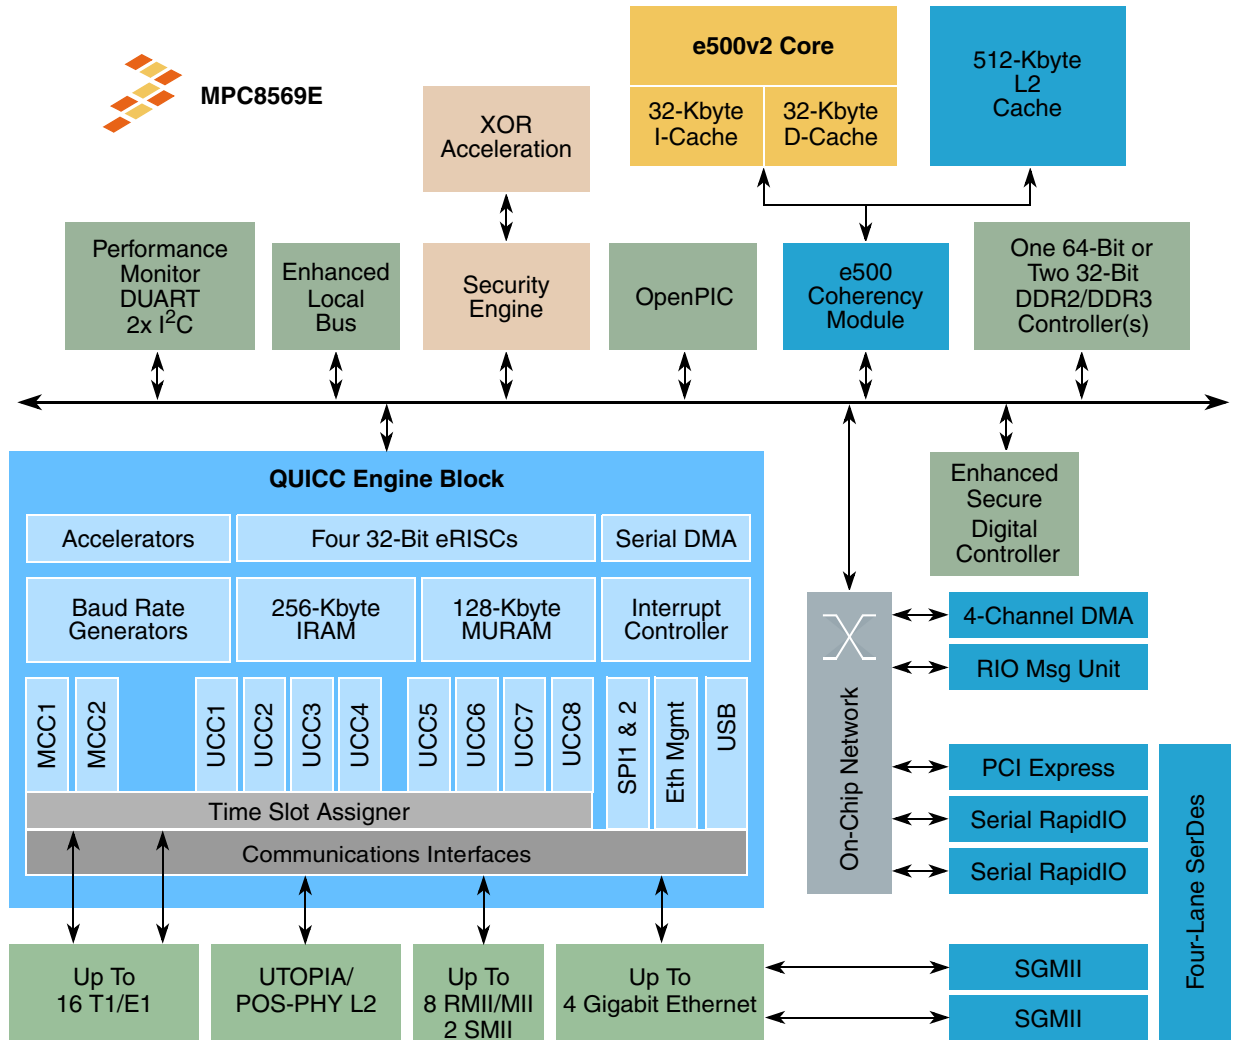 MPC8569E
XOR
Acceleration
e500v2 Core
32-Kbyte
I-Cache
32-Kbyte
D-Cache
512-Kbyte
L2
Cache
Performance
Monitor
DUART
2x I²C
Enhanced
Local
Bus
Security
Engine
OpenPIC
e500
Coherency
Module
One 64-Bit or
Two 32-Bit
DDR2/DDR3
Controller(s)
QUICC Engine Block
Accelerators
Four 32-Bit eRISCs
Serial DMA
Baud Rate
Generators
256-Kbyte
IRAM
128-Kbyte
MURAM
Interrupt
Controller
MCC1
MCC2
UCC1
UCC2
UCC3
UCC4
UCC5
UCC6
UCC7
UCC8
SPI1 & 2
Eth Mgmt
USB
Time Slot Assigner
Communications Interfaces
Enhanced
Secure
Digital
Controller
On-Chip Network
4-Channel DMA
RIO Msg Unit
PCI Express
Serial RapidIO
Serial RapidIO
Four-Lane SerDes
Up To
16 T1/E1
UTOPIA/
POS-PHY L2
Up To
8 RMII/MII
2 SMII
Up To
4 Gigabit Ethernet
SGMII
SGMII